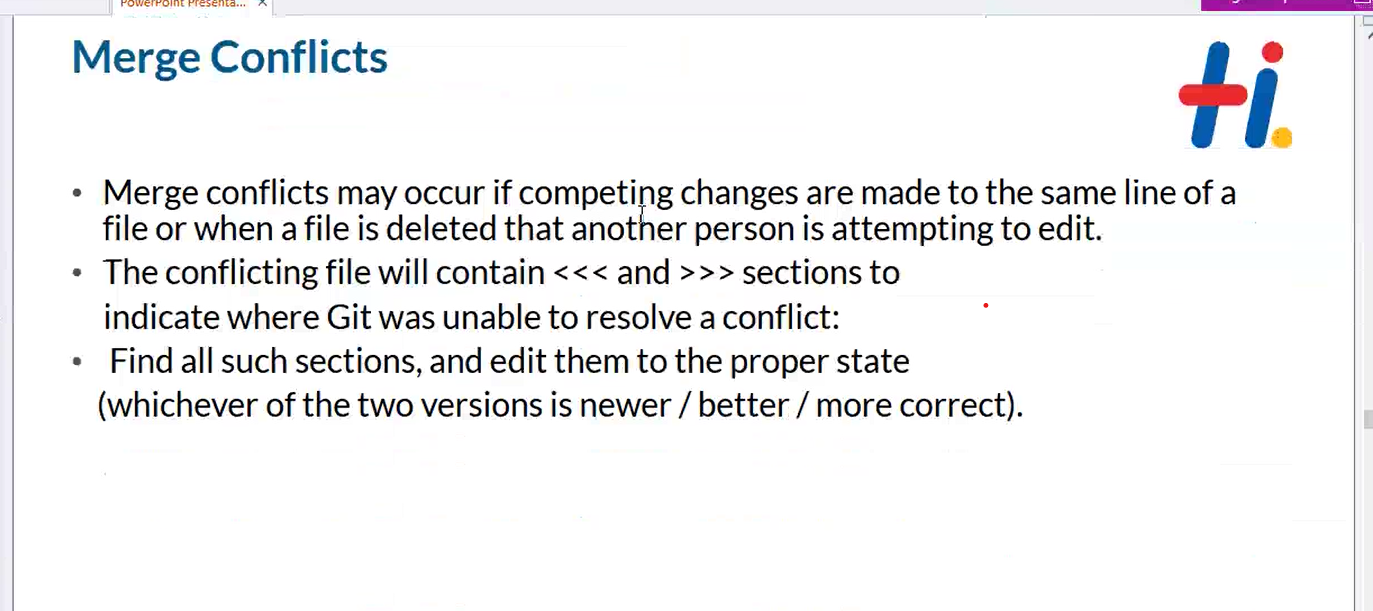 PowerPoint Presenta...
Merge Conflicts
Hi
• Merge conflicts may occur if competing changes are made to the same line of a
file or when a file is deleted that another person is attempting to edit.
• The conflicting file will contain <<< and >>> sections to
indicate where Git was unable to resolve a conflict:
• Find all such sections, and edit them to the proper state
(whichever of the two versions is newer / better / more correct).